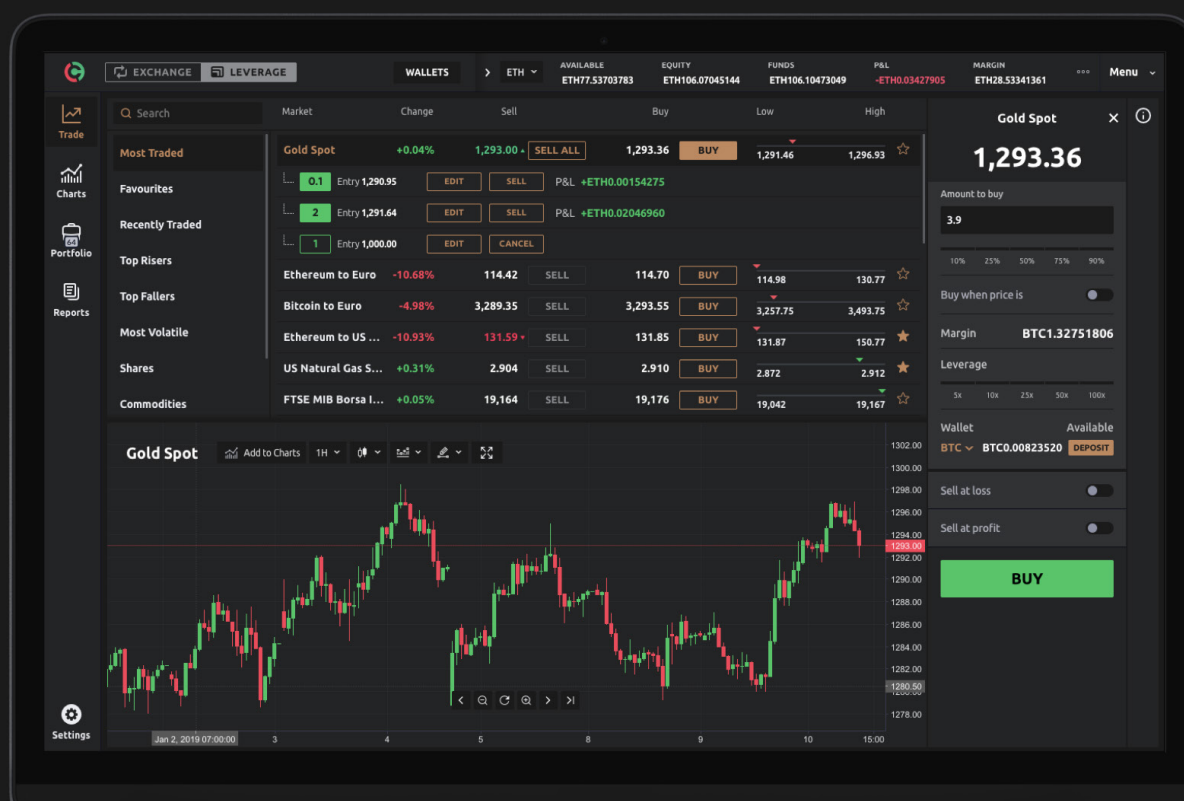 EXCHANGE LEVERAGE WALLETS ETH AVAILABLE EQUITY FUNDS P&L MARGIN Menu
ETH77.53703783 ETH106.07045144 ETH106.10473049 -ETH0.03427905 ETH28.53341361
Trade
Charts
64
Portfolio
Reports
Settings
Search
Most Traded
Favourites
Recently Traded
Top Risers
Top Fallers
Most Volatile
Shares
Commodities
Market Change Sell Buy Low High
Gold Spot +0.04% 1,293.00 SELL ALL 1,293.36 BUY 1,291.46 1,296.93
0.1 Entry 1,290.95 EDIT SELL P&L +ETH0.00154275
2 Entry 1,291.64 EDIT SELL P&L +ETH0.02046960
1 Entry 1,000.00 EDIT CANCEL
Ethereum to Euro -10.68% 114.42 SELL 114.70 BUY 114.98 130.77
Bitcoin to Euro -4.98% 3,289.35 SELL 3,293.55 BUY 3,257.75 3,493.75
Ethereum to US ... -10.93% 131.59 SELL 131.85 BUY 131.87 150.77
US Natural Gas S... +0.31% 2.904 SELL 2.910 BUY 2.872 2.912
FTSE MIB Borsa I... +0.05% 19,164 SELL 19,176 BUY 19,042 19,167
Gold Spot Add to Charts 1H
1302.00
1300.00
1298.00
1296.00
1294.00
1293.00
1292.00
1290.00
1288.00
1286.00
1284.00
1282.00
1280.50
1278.00
Jan 2, 2019 07:00:00 3 4 5 8 9 10 15:00
Gold Spot
1,293.36
Amount to buy
3.9
10% 25% 50% 75% 90%
Buy when price is
Margin BTC1.32751806
Leverage
5x 10x 25x 50x 100x
Wallet Available
BTC BTC0.00823520 DEPOSIT
Sell at loss
Sell at profit
BUY